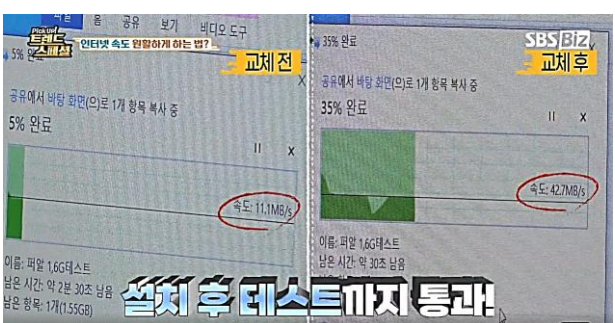 파일 홈 공유 보기 비디오 도구
Pick Up!
트렌드
스페셜
인터넷 속도 원활하게 하는 법?
5% 완료
교체 전
공유에서 바탕 화면(으)로 1개 항목 복사 중
5% 완료
속도: 11.1MB/s
이름: 파일 1,6G테스트
남은 시간: 약 2분 30초 남음
남은 항목: 1개(1.55GB)
35% 완료
SBS Biz
교체 후
공유에서 바탕 화면(으)로 1개 항목 복사 중
35% 완료
속도: 42.7MB/s
이름: 파일 1,6G테스트
남은 시간: 약 30초 남음
설치 후 테스트까지 통과!